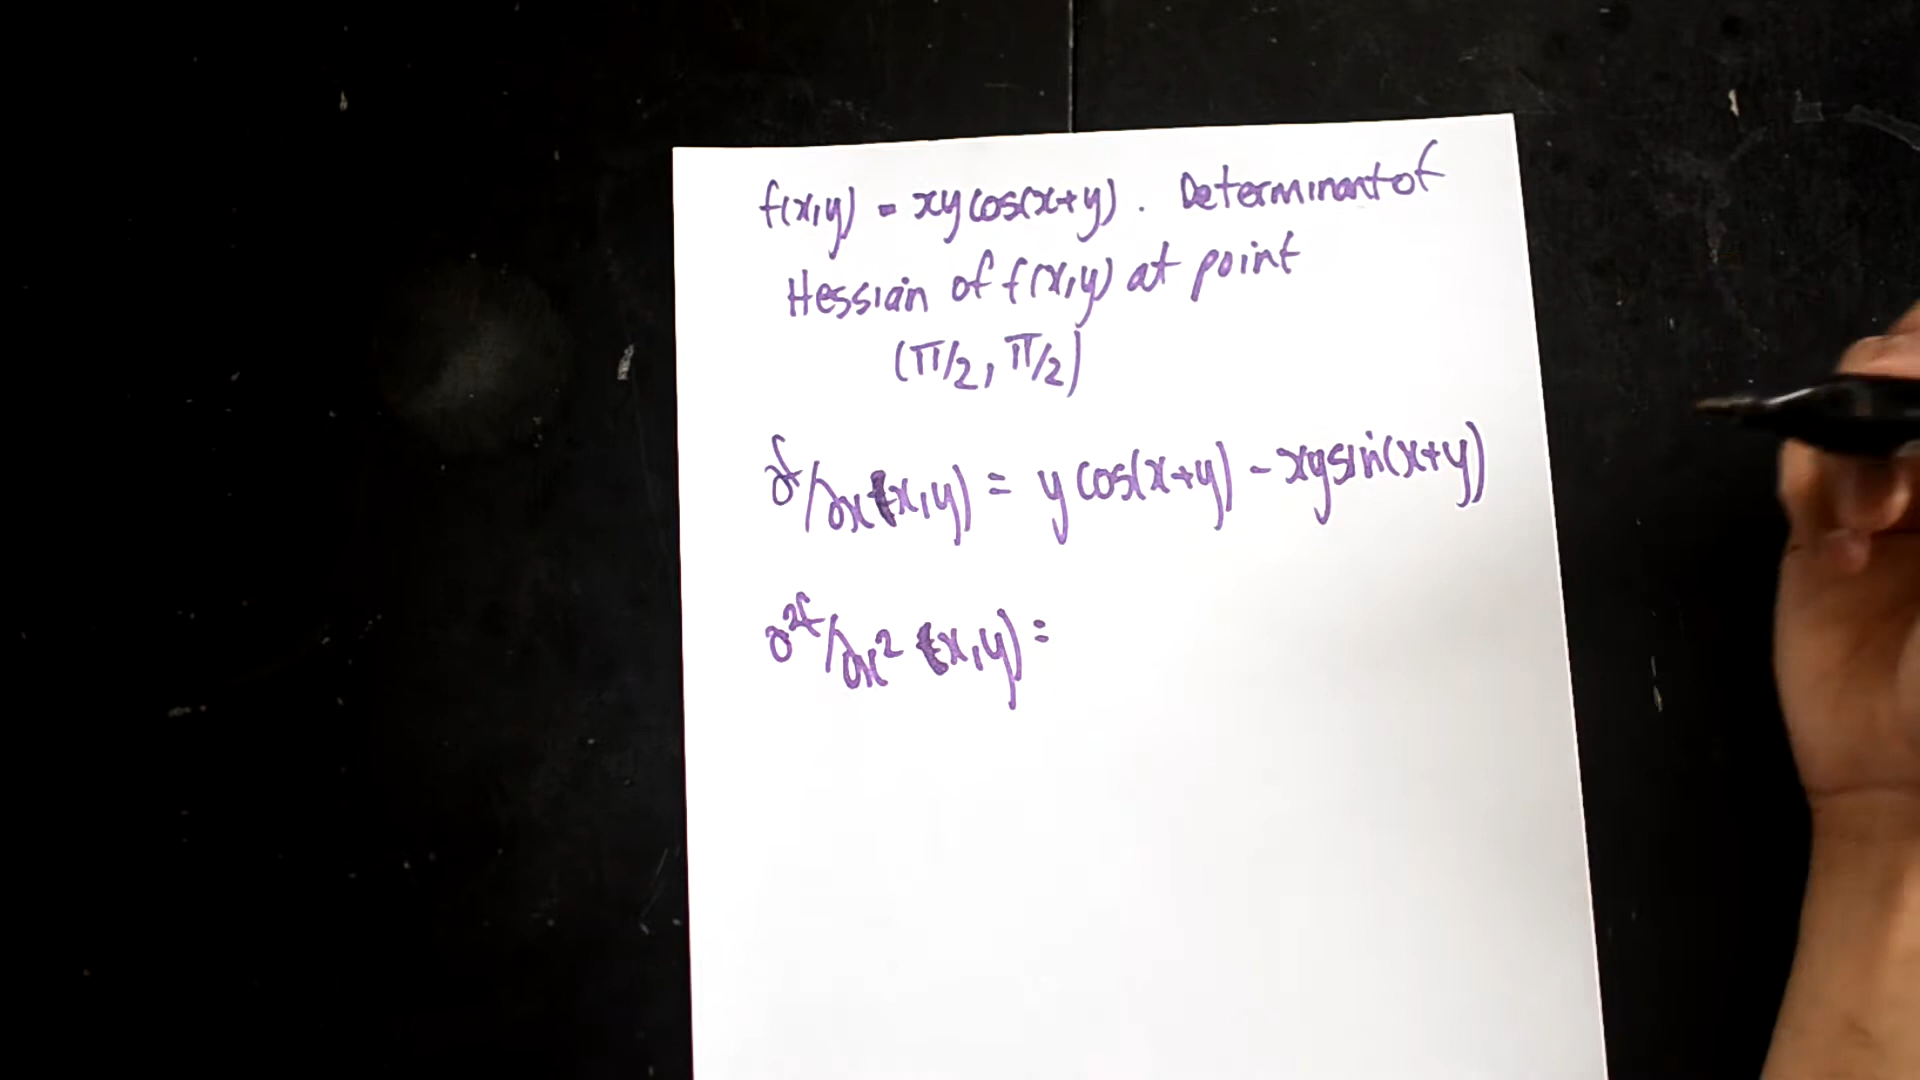 f(x,y) = xy cos(x+y). Determinant of
Hessian of f(x,y) at point
(π/2, π/2)
∂f/∂x (x,y) = y cos(x+y) - xy sin(x+y)
∂²f/∂x² (x,y) =